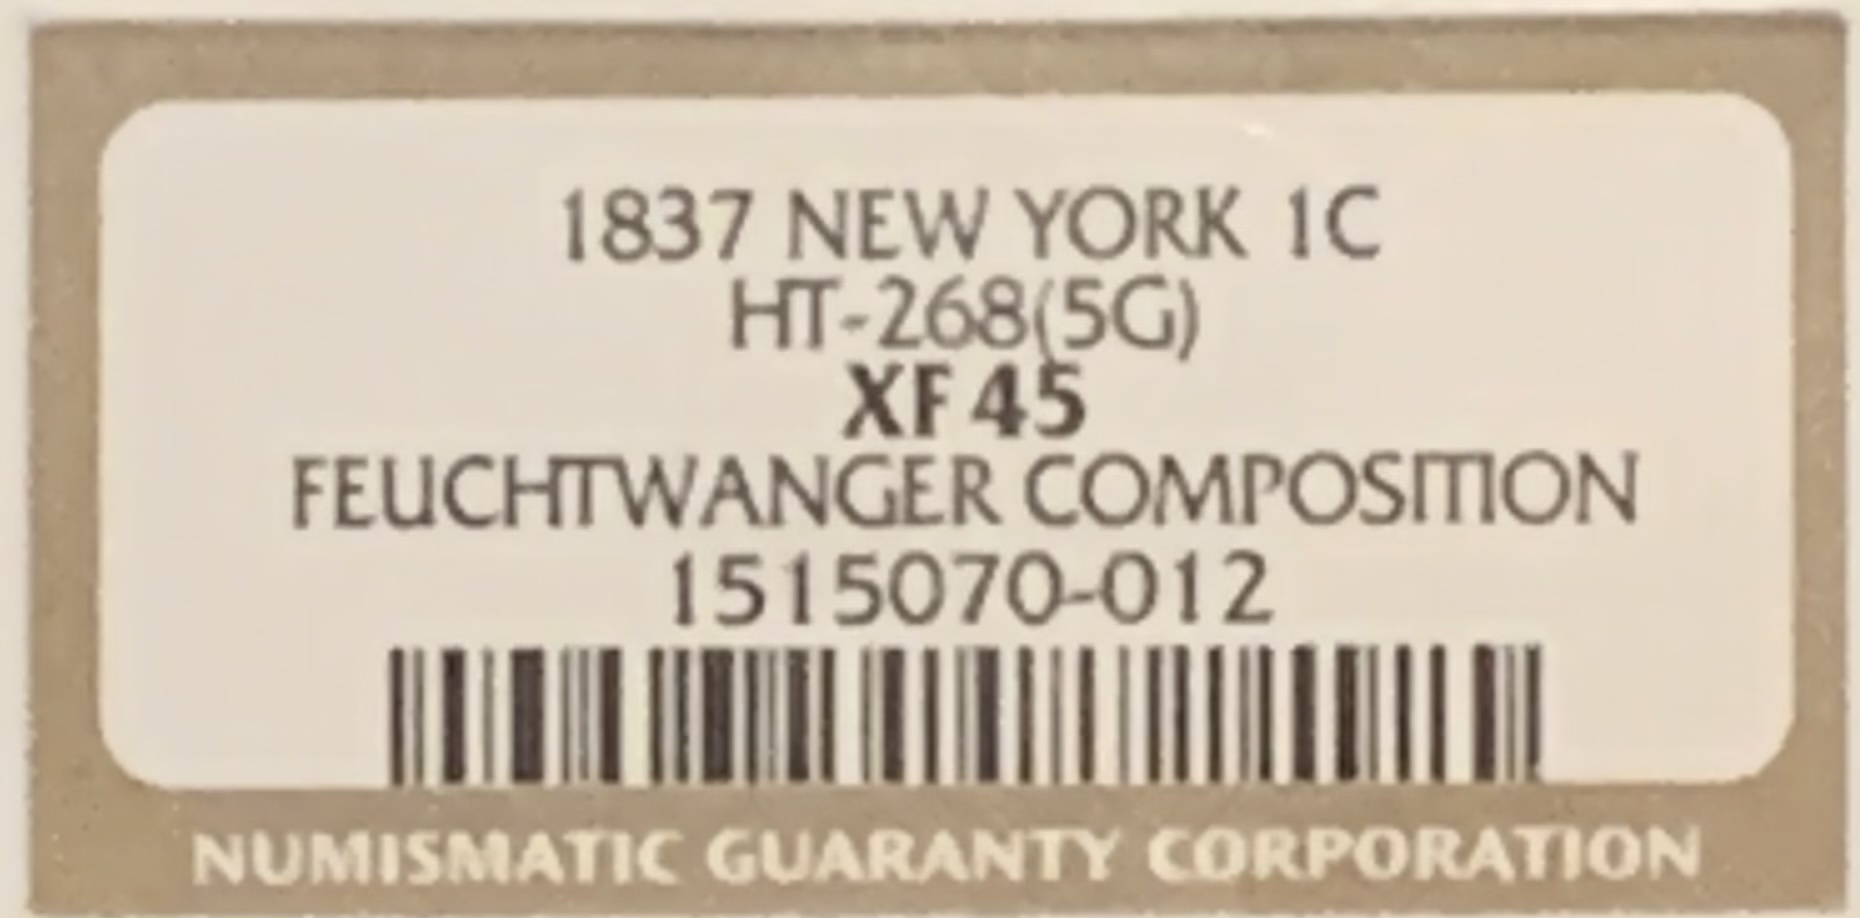 1837 NEW YORK 1C
HT-268(5G)
XF 45
FEUCHTWANGER COMPOSITION
1515070-012
NUMISMATIC GUARANTY CORPORATION